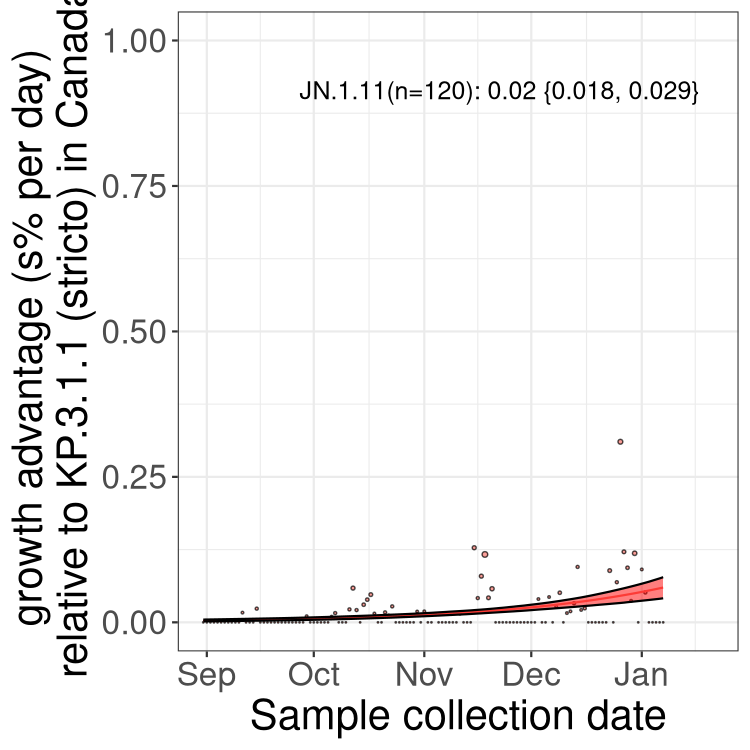 growth advantage (s% per day)
relative to KP.3.1.1 (stricto) in Canada
1.00
0.75
0.50
0.25
0.00
JN.1.11(n=120): 0.02 {0.018, 0.029}
Sep Oct Nov Dec Jan
Sample collection date